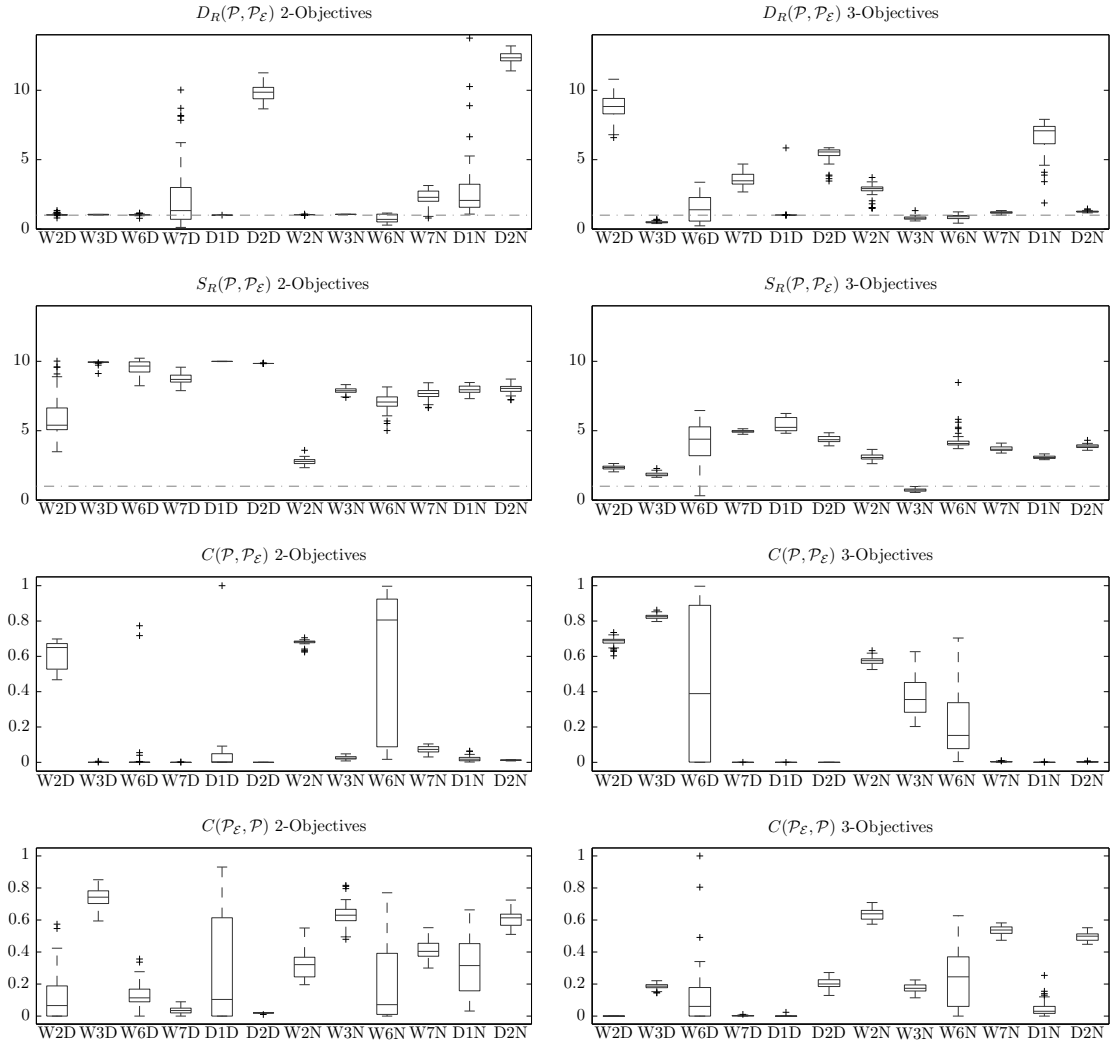 D_R(𝒫, 𝒫_ℰ) 2-Objectives
10
5
0
W2D W3D W6D W7D D1D D2D W2N W3N W6N W7N D1N D2N
D_R(𝒫, 𝒫_ℰ) 3-Objectives
10
5
0
W2D W3D W6D W7D D1D D2D W2N W3N W6N W7N D1N D2N
S_R(𝒫, 𝒫_ℰ) 2-Objectives
10
5
0
W2D W3D W6D W7D D1D D2D W2N W3N W6N W7N D1N D2N
S_R(𝒫, 𝒫_ℰ) 3-Objectives
10
5
0
W2D W3D W6D W7D D1D D2D W2N W3N W6N W7N D1N D2N
C(𝒫, 𝒫_ℰ) 2-Objectives
1
0.8
0.6
0.4
0.2
0
W2D W3D W6D W7D D1D D2D W2N W3N W6N W7N D1N D2N
C(𝒫, 𝒫_ℰ) 3-Objectives
1
0.8
0.6
0.4
0.2
0
W2D W3D W6D W7D D1D D2D W2N W3N W6N W7N D1N D2N
C(𝒫_ℰ, 𝒫) 2-Objectives
1
0.8
0.6
0.4
0.2
0
W2D W3D W6D W7D D1D D2D W2N W3N W6N W7N D1N D2N
C(𝒫_ℰ, 𝒫) 3-Objectives
1
0.8
0.6
0.4
0.2
0
W2D W3D W6D W7D D1D D2D W2N W3N W6N W7N D1N D2N